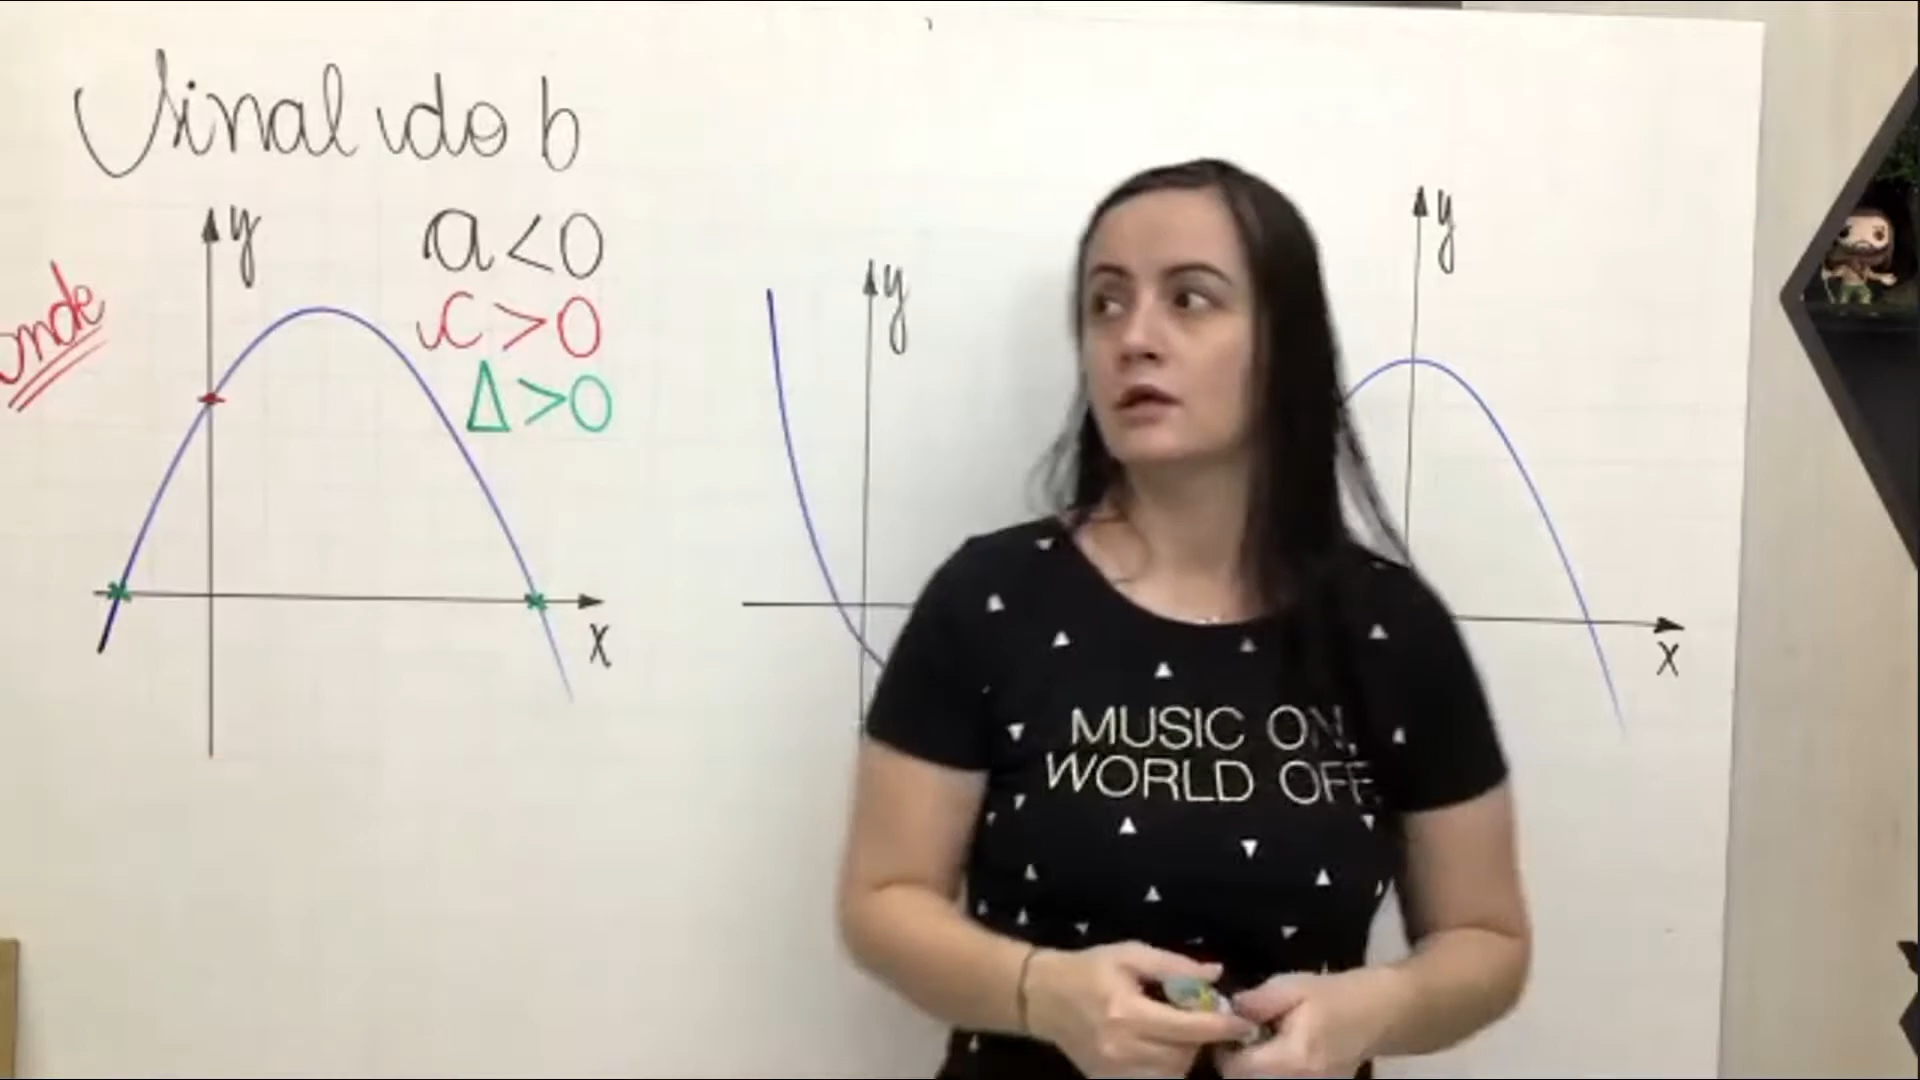 Sinal do b
y
a<0
c>0
Δ>0
x
y
y
x
MUSIC ON,
WORLD OFF.